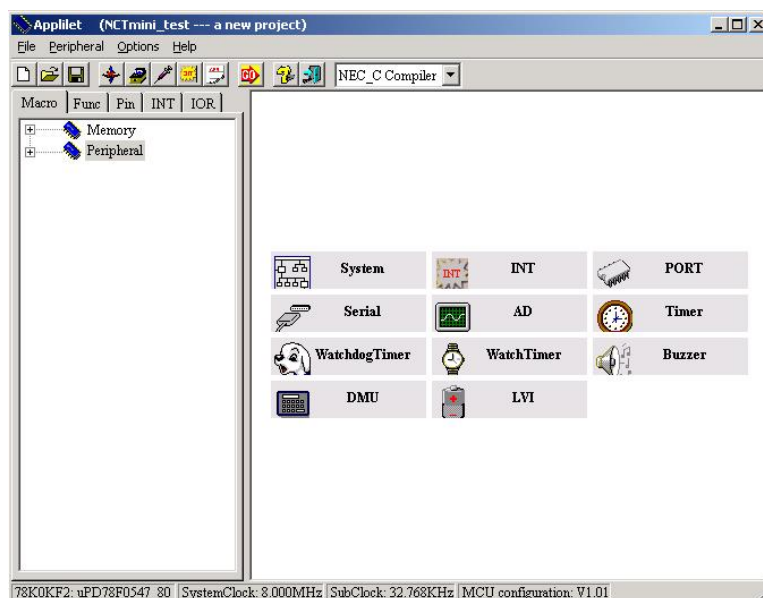 Applilet (NCTmini_test --- a new project)
File Peripheral Options Help
NEC_C Compiler
Macro Func Pin INT IOR
Memory
Peripheral
System INT PORT
Serial AD Timer
WatchdogTimer WatchTimer Buzzer
DMU LVI
78K0KF2: uPD78F0547_80 SystemClock: 8.000MHz SubClock: 32.768KHz MCU configuration: V1.01